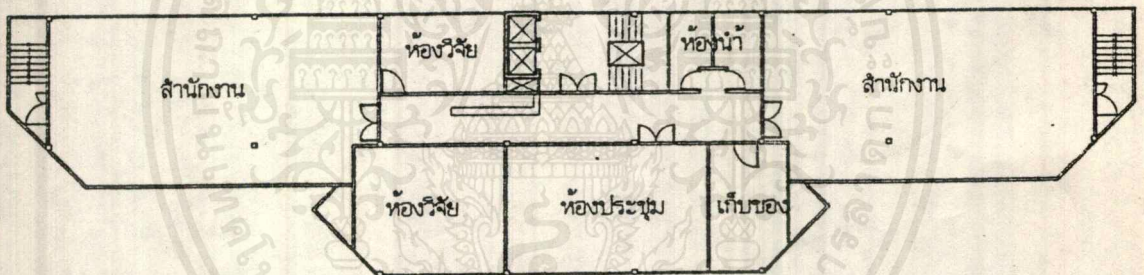 ห้องวิจัย
ห้องน้ำ
สำนักงาน
สำนักงาน
ห้องวิจัย
ห้องประชุม
เก็บของ